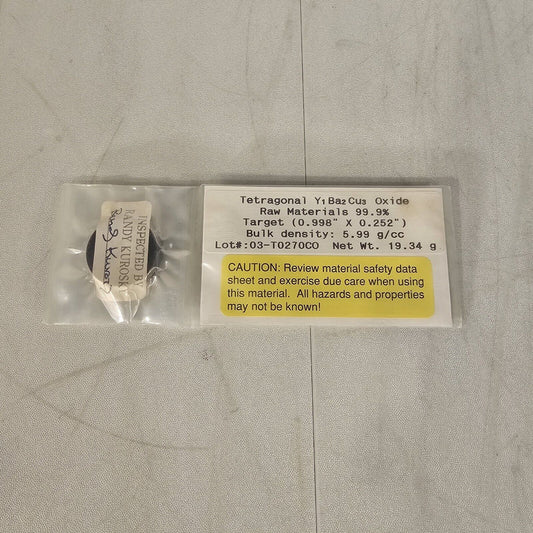 Tetragonal Y₁Ba₂Cu₃ Oxide
Raw Materials 99.9%
Target (0.998" X 0.252")
Bulk density: 5.99 g/cc
Lot#:03-T0270CO Net Wt. 19.34 g
CAUTION: Review material safety data
sheet and exercise due care when using
this material. All hazards and properties
may not be known!
INSPECTED BY
RANDY KUROSKY